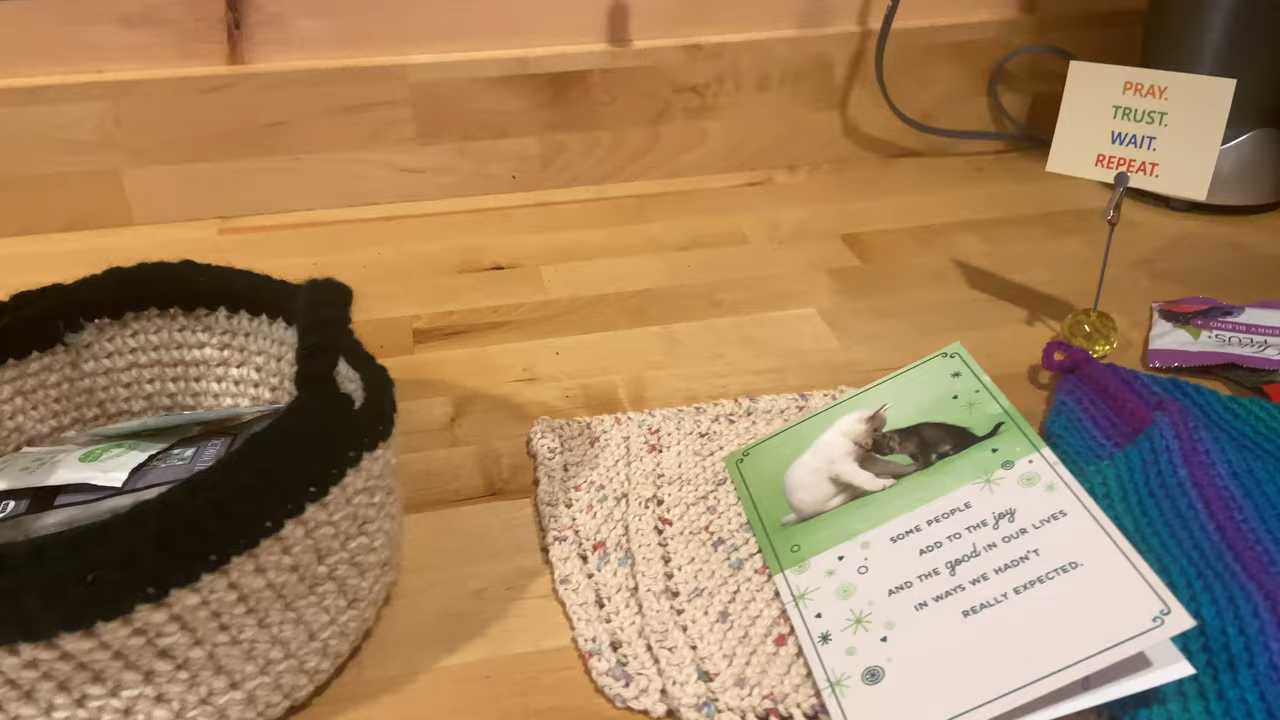 PRAY.
TRUST.
WAIT.
REPEAT.
SOME PEOPLE
ADD TO THE joy
AND THE good IN OUR LIVES
IN WAYS WE HADN'T
REALLY EXPECTED.
PLUS+